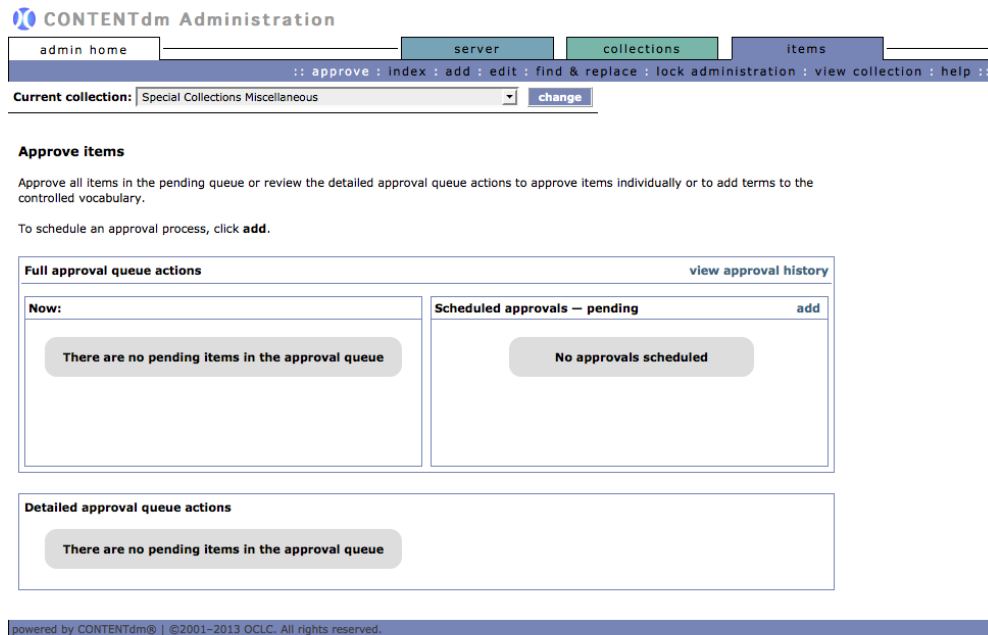 CONTENTdm Administration
admin home server collections items
:: approve : index : add : edit : find & replace : lock administration : view collection : help ::
Current collection: Special Collections Miscellaneous change
Approve items
Approve all items in the pending queue or review the detailed approval queue actions to approve items individually or to add terms to the
controlled vocabulary.
To schedule an approval process, click add.
Full approval queue actions view approval history
Now: Scheduled approvals — pending add
There are no pending items in the approval queue No approvals scheduled
Detailed approval queue actions
There are no pending items in the approval queue
powered by CONTENTdm® | ©2001–2013 OCLC. All rights reserved.